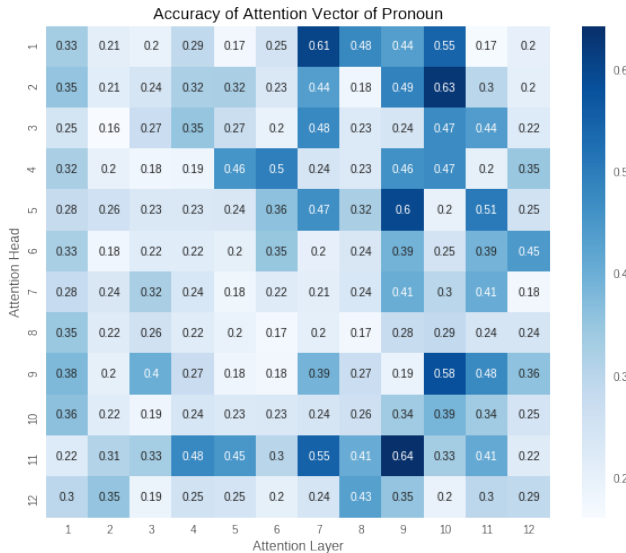 Accuracy of Attention Vector of Pronoun
1 0.33 0.21 0.2 0.29 0.17 0.25 0.61 0.48 0.44 0.55 0.17 0.2
2 0.35 0.21 0.24 0.32 0.32 0.23 0.44 0.18 0.49 0.63 0.3 0.2
3 0.25 0.16 0.27 0.35 0.27 0.2 0.48 0.23 0.24 0.47 0.44 0.22
4 0.32 0.2 0.18 0.19 0.46 0.5 0.24 0.23 0.46 0.47 0.2 0.35
5 0.28 0.26 0.23 0.23 0.24 0.36 0.47 0.32 0.6 0.2 0.51 0.25
6 0.33 0.18 0.22 0.22 0.2 0.35 0.2 0.24 0.39 0.25 0.39 0.45
7 0.28 0.24 0.32 0.24 0.18 0.22 0.21 0.24 0.41 0.3 0.41 0.18
8 0.35 0.22 0.26 0.22 0.2 0.17 0.2 0.17 0.28 0.29 0.24 0.24
9 0.38 0.2 0.4 0.27 0.18 0.18 0.39 0.27 0.19 0.58 0.48 0.36
10 0.36 0.22 0.19 0.24 0.23 0.23 0.24 0.26 0.34 0.39 0.34 0.25
11 0.22 0.31 0.33 0.48 0.45 0.3 0.55 0.41 0.64 0.33 0.41 0.22
12 0.3 0.35 0.19 0.25 0.25 0.2 0.24 0.43 0.35 0.2 0.3 0.29
1 2 3 4 5 6 7 8 9 10 11 12
Attention Layer
Attention Head
0.5
0.4
0.3
0.2